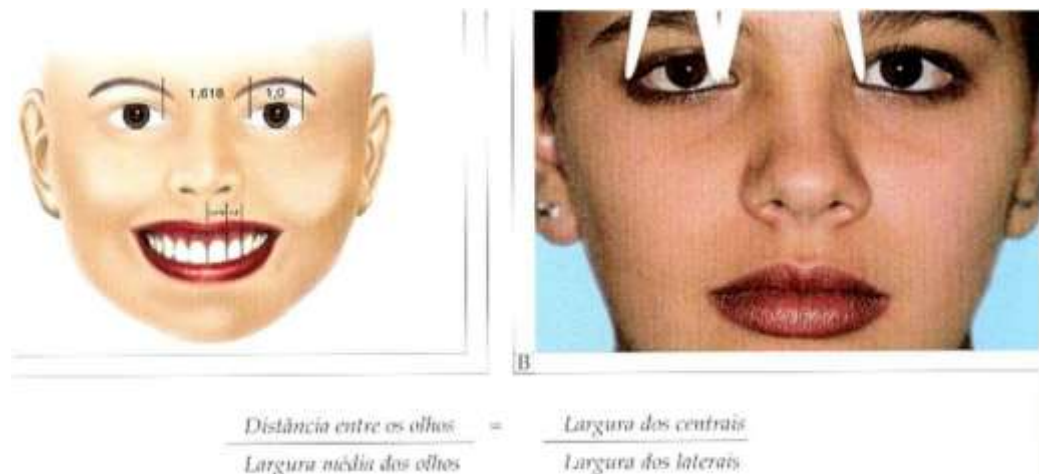 1,618 1,0
B
Distância entre os olhos = Largura dos centrais
Largura média dos olhos Largura dos laterais